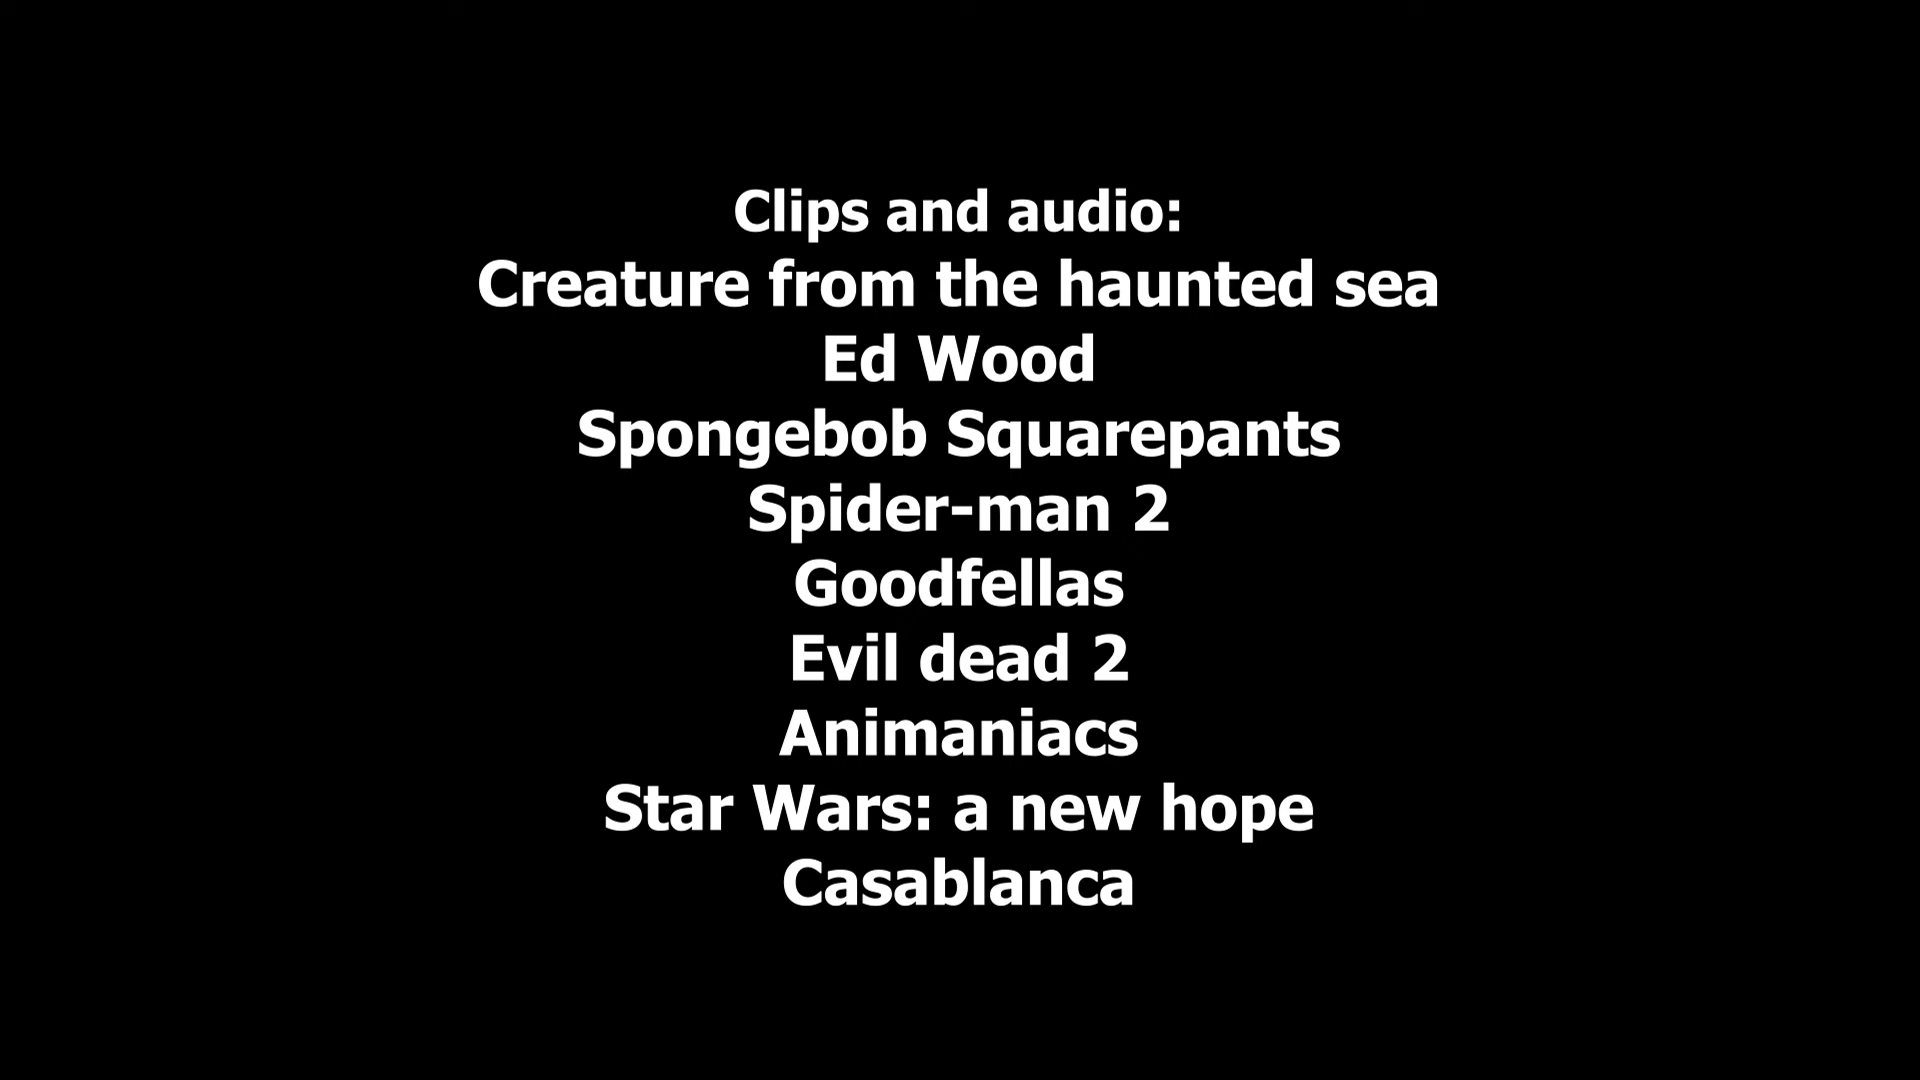 Clips and audio:
Creature from the haunted sea
Ed Wood
Spongebob Squarepants
Spider-man 2
Goodfellas
Evil dead 2
Animaniacs
Star Wars: a new hope
Casablanca